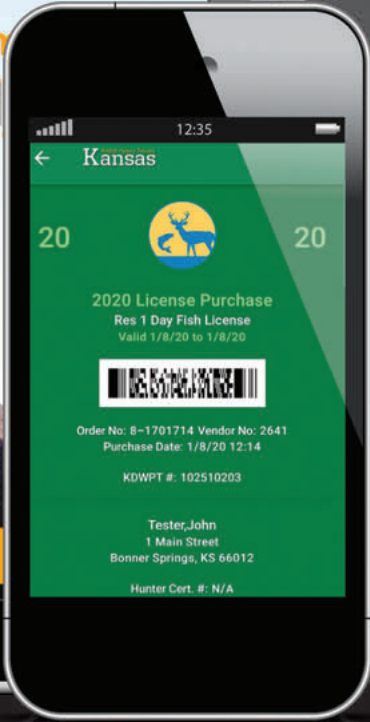 12:35
Kansas
20
20
2020 License Purchase
Res 1 Day Fish License
Valid 1/8/20 to 1/8/20
Order No: 8-1701714 Vendor No: 2641
Purchase Date: 1/8/20 12:14
KDWPT #: 102510203
Tester,John
1 Main Street
Bonner Springs, KS 66012
Hunter Cert. #: N/A